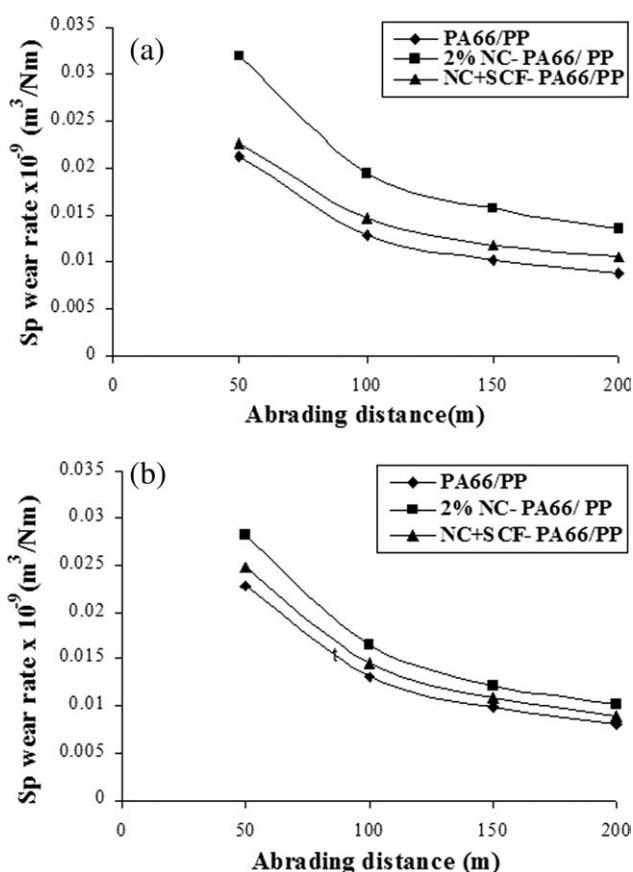 (a)
PA66/PP
2% NC- PA66/ PP
NC+SCF- PA66/PP
Sp wear rate x10⁻⁹ (m³/Nm)
0.035
0.03
0.025
0.02
0.015
0.01
0.005
0
0 50 100 150 200
Abrading distance(m)
(b)
PA66/PP
2% NC- PA66/ PP
NC+SCF- PA66/PP
Sp wear rate x 10⁻⁹ (m³/Nm)
0.035
0.03
0.025
0.02
0.015
0.01
0.005
0
t
0 50 100 150 200
Abrading distance (m)